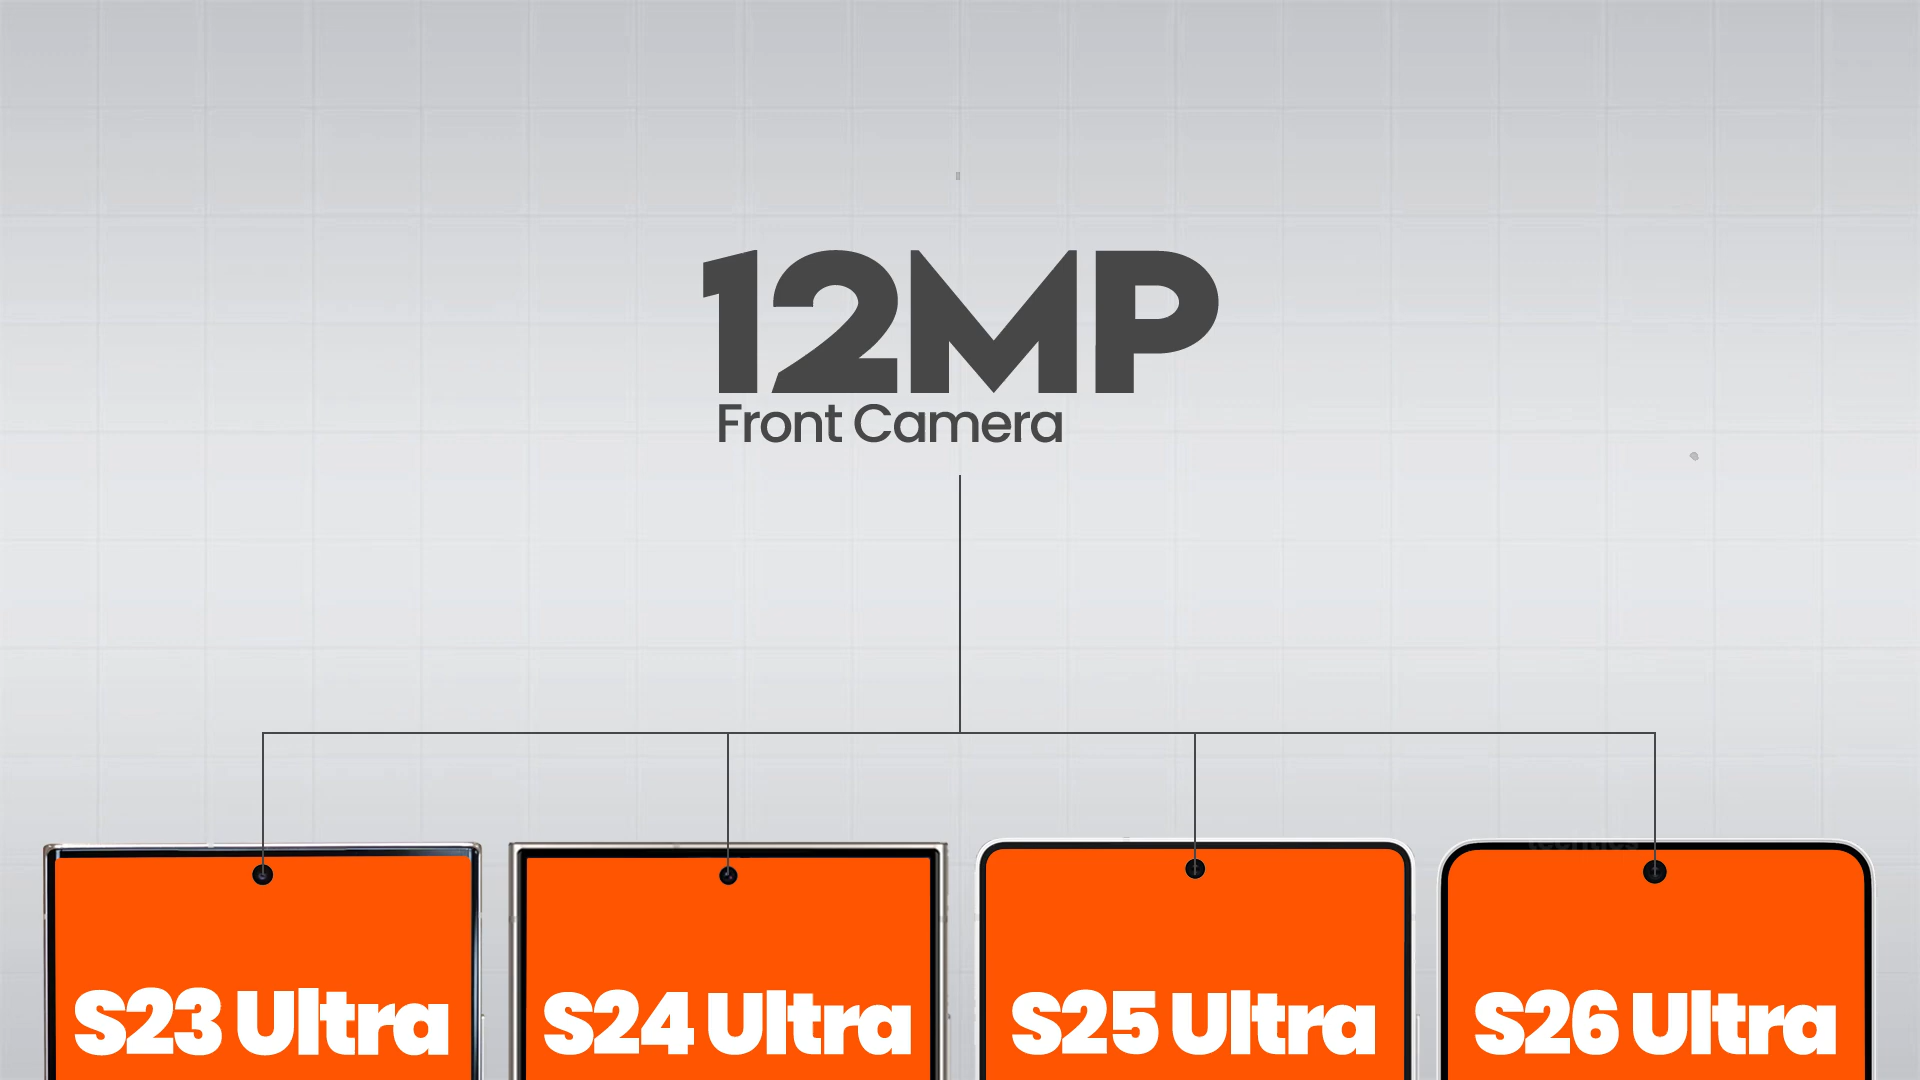 12MP
Front Camera
S23 Ultra
S24 Ultra
S25 Ultra
S26 Ultra